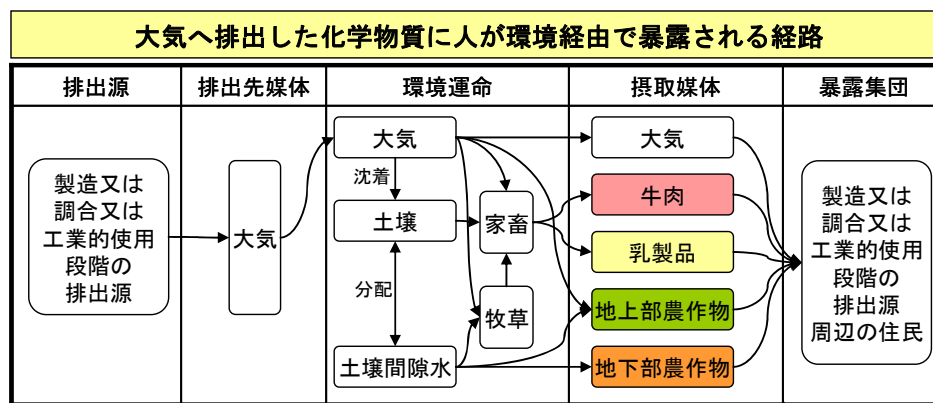 大気へ排出した化学物質に人が環境経由で暴露される経路
排出源
排出先媒体
環境運命
摂取媒体
暴露集団
製造又は
調合又は
工業的使用
段階の
排出源
大気
大気
沈着
土壌
分配
土壌間隙水
家畜
牧草
大気
牛肉
乳製品
地上部農作物
地下部農作物
製造又は
調合又は
工業的使用
段階の
排出源
周辺の住民